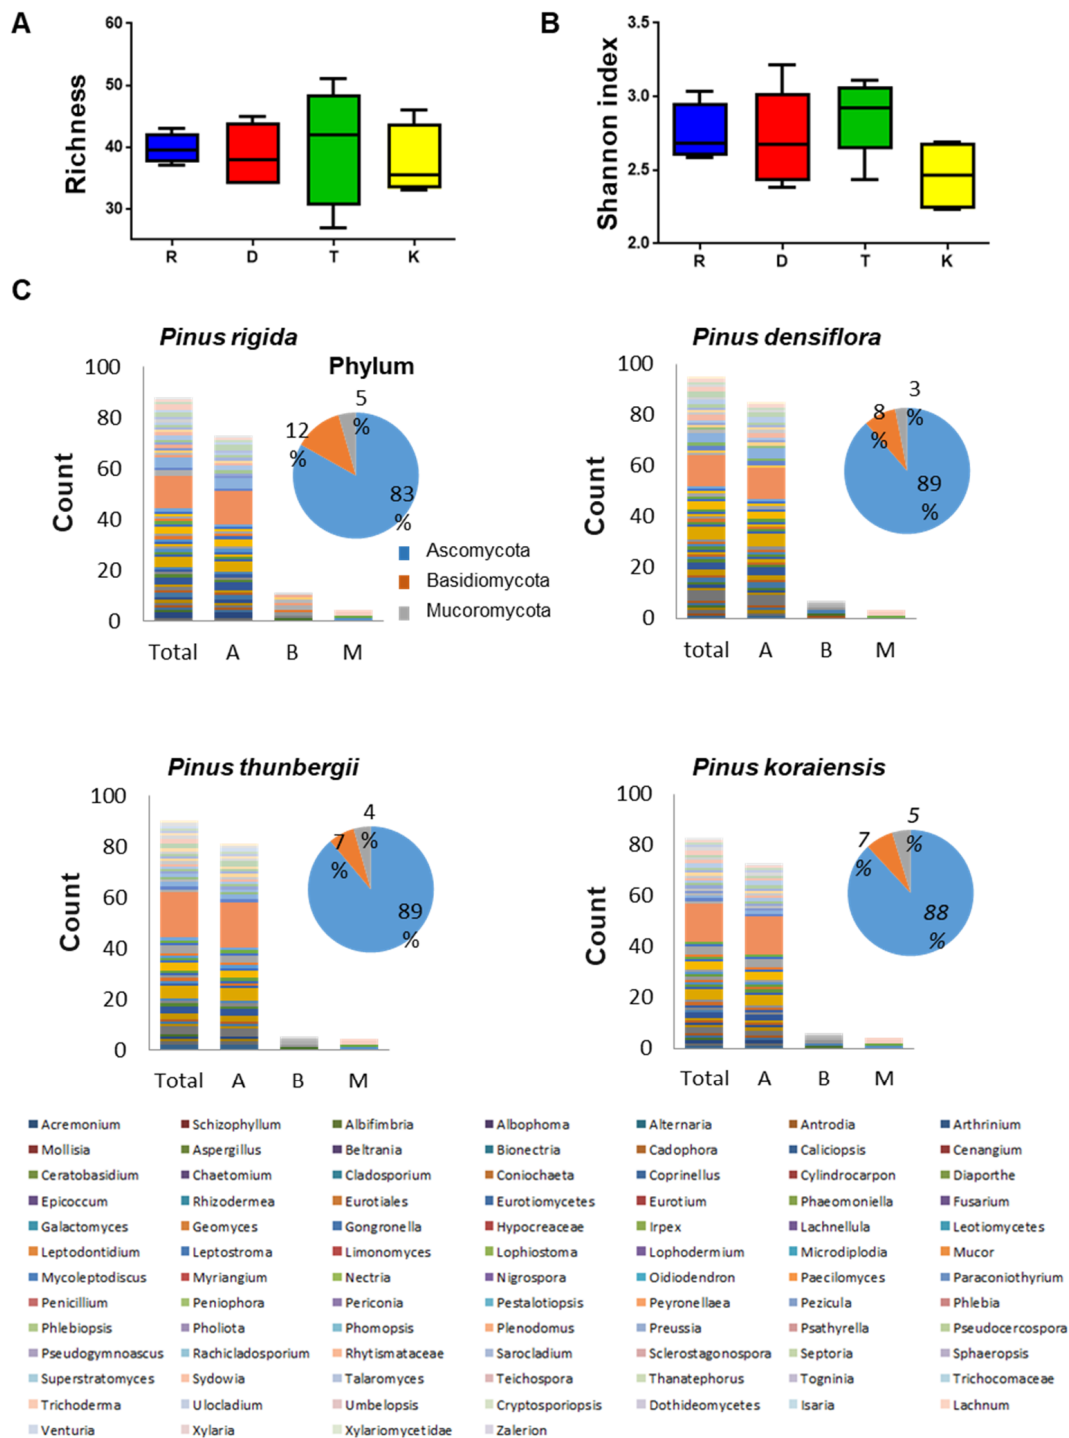 A
B
60
50
40
30
Richness
R D T K
3.5
3.0
2.5
2.0
Shannon index
R D T K
C
Pinus rigida
Phylum
100
80
60
40
20
0
Count
Total A B M
5 %
12 %
83 %
Ascomycota
Basidiomycota
Mucoromycota
Pinus densiflora
100
80
60
40
20
0
Count
total A B M
3 %
8 %
89 %
Pinus thunbergii
100
80
60
40
20
0
Count
Total A B M
4 %
7 %
89 %
Pinus koraiensis
100
80
60
40
20
0
Count
Total A B M
5 %
7 %
88 %
Acremonium Schizophyllum Albifimbria Albophoma Alternaria Antrodia Arthrinium
Mollisia Aspergillus Beltrania Bionectria Cadophora Caliciopsis Cenangium
Ceratobasidium Chaetomium Cladosporium Coniochaeta Coprinellus Cylindrocarpon Diaporthe
Epicoccum Rhizodermea Eurotiales Eurotiomycetes Eurotium Phaeomoniella Fusarium
Galactomyces Geomyces Gongronella Hypocreaceae Irpex Lachnellula Leotiomycetes
Leptodontidium Leptostroma Limonomyces Lophiostoma Lophodermium Microdiplodia Mucor
Mycoleptodiscus Myriangium Nectria Nigrospora Oidiodendron Paecilomyces Paraconiothyrium
Penicillium Peniophora Periconia Pestalotiopsis Peyronellaea Pezicula Phlebia
Phlebiopsis Pholiota Phomopsis Plenodomus Preussia Psathyrella Pseudocercospora
Pseudogymnoascus Rachicladosporium Rhytismataceae Sarocladium Sclerostagonospora Septoria Sphaeropsis
Superstratomyces Sydowia Talaromyces Teichospora Thanatephorus Togninia Trichocomaceae
Trichoderma Ulocladium Umbelopsis Cryptosporiopsis Dothideomycetes Isaria Lachnum
Venturia Xylaria Xylariomycetidae Zalerion